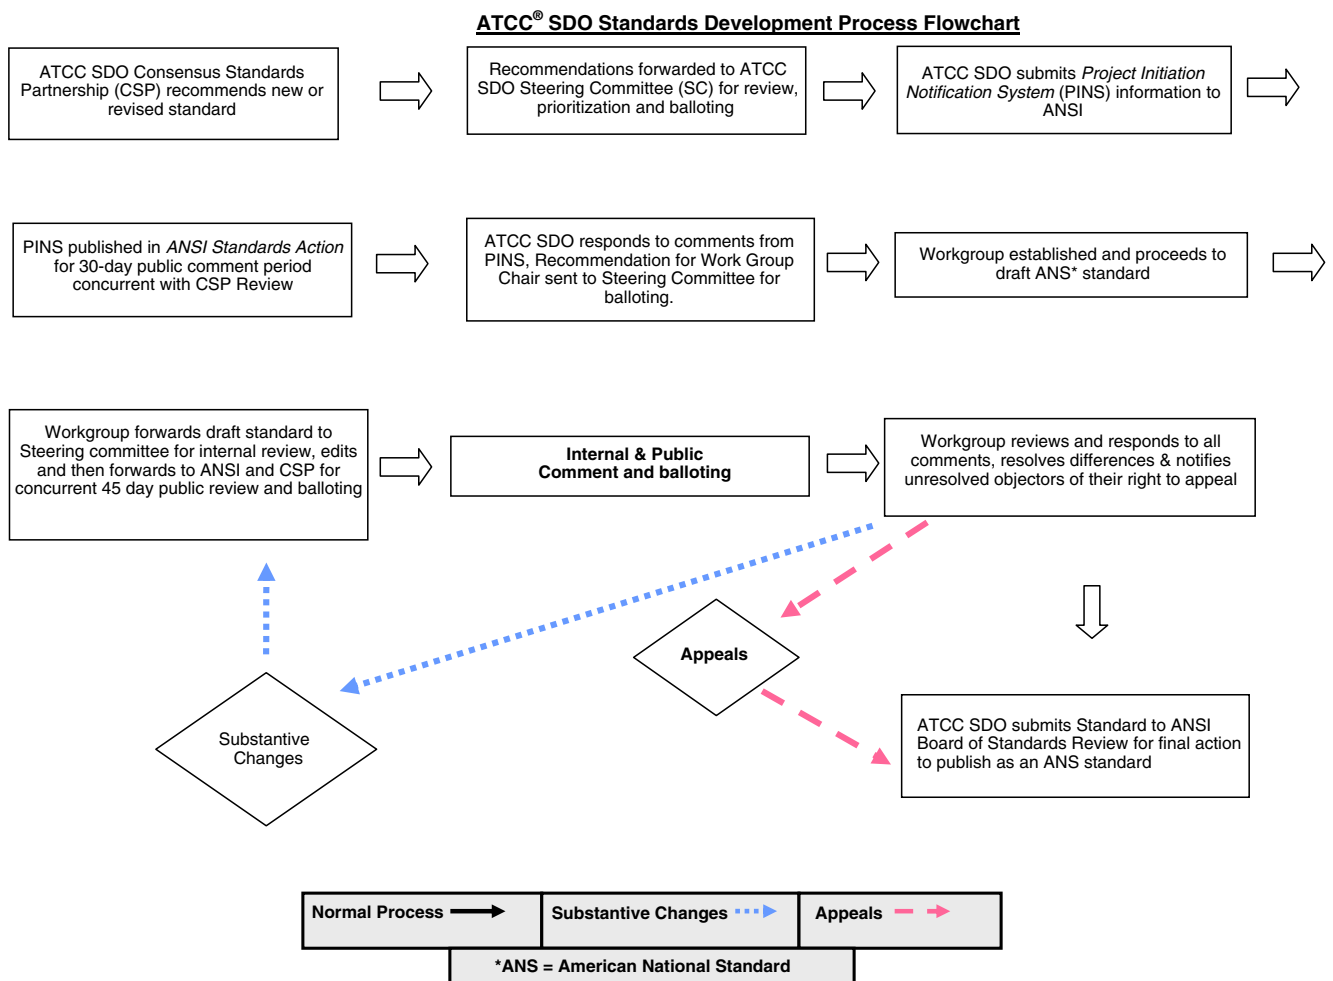 ATCC® SDO Standards Development Process Flowchart
ATCC SDO Consensus Standards
Partnership (CSP) recommends new or
revised standard
Recommendations forwarded to ATCC
SDO Steering Committee (SC) for review,
prioritization and balloting
ATCC SDO submits Project Initiation
Notification System (PINS) information to
ANSI
PINS published in ANSI Standards Action
for 30-day public comment period
concurrent with CSP Review
ATCC SDO responds to comments from
PINS, Recommendation for Work Group
Chair sent to Steering Committee for
balloting.
Workgroup established and proceeds to
draft ANS* standard
Workgroup forwards draft standard to
Steering committee for internal review, edits
and then forwards to ANSI and CSP for
concurrent 45 day public review and balloting
Internal & Public
Comment and balloting
Workgroup reviews and responds to all
comments, resolves differences & notifies
unresolved objectors of their right to appeal
Appeals
Substantive
Changes
ATCC SDO submits Standard to ANSI
Board of Standards Review for final action
to publish as an ANS standard
Normal Process
Substantive Changes
Appeals
*ANS = American National Standard